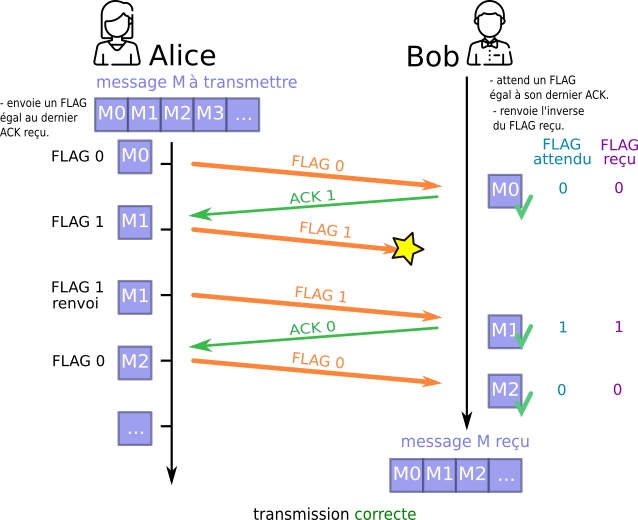 Alice
Bob
message M à transmettre
- envoie un FLAG
égal au dernier
ACK reçu.
M0 M1 M2 M3 ...
- attend un FLAG
égal à son dernier ACK.
- renvoie l'inverse
du FLAG reçu.
FLAG attendu
FLAG reçu
FLAG 0 M0
FLAG 0
M0 0 0
ACK 1
FLAG 1 M1
FLAG 1
FLAG 1
renvoi
M1
FLAG 1
M1 1 1
ACK 0
FLAG 0 M2
FLAG 0
M2 0 0
...
message M reçu
M0 M1 M2 ...
transmission correcte